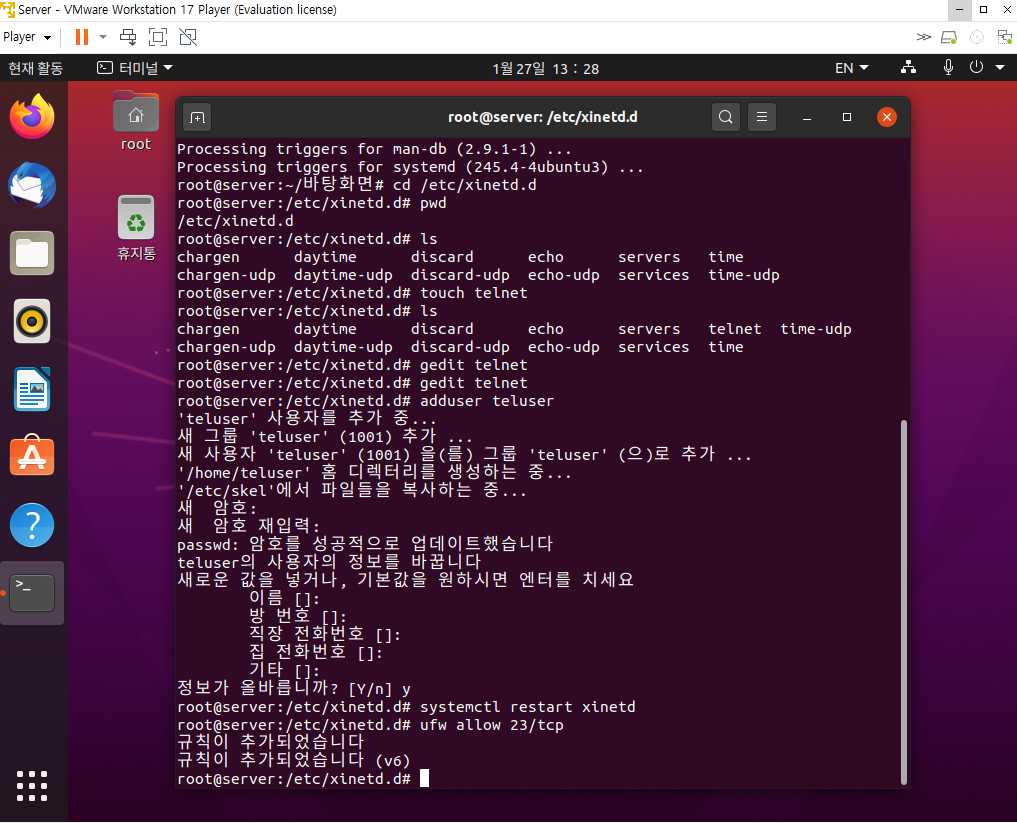 Server - VMware Workstation 17 Player (Evaluation license)
Player
현재 활동
터미널
1월 27일 13 : 28
EN
root
휴지통
root@server: /etc/xinetd.d
Processing triggers for man-db (2.9.1-1) ...
Processing triggers for systemd (245.4-4ubuntu3) ...
root@server:~/바탕화면# cd /etc/xinetd.d
root@server:/etc/xinetd.d# pwd
/etc/xinetd.d
root@server:/etc/xinetd.d# ls
chargen      daytime      discard      echo      servers   time
chargen-udp  daytime-udp  discard-udp  echo-udp  services  time-udp
root@server:/etc/xinetd.d# touch telnet
root@server:/etc/xinetd.d# ls
chargen      daytime      discard      echo      servers   telnet  time-udp
chargen-udp  daytime-udp  discard-udp  echo-udp  services  time
root@server:/etc/xinetd.d# gedit telnet
root@server:/etc/xinetd.d# gedit telnet
root@server:/etc/xinetd.d# adduser teluser
'teluser' 사용자를 추가 중...
새 그룹 'teluser' (1001) 추가 ...
새 사용자 'teluser' (1001) 을(를) 그룹 'teluser' (으)로 추가 ...
'/home/teluser' 홈 디렉터리를 생성하는 중...
'/etc/skel'에서 파일들을 복사하는 중...
새  암호:
새  암호 재입력:
passwd: 암호를 성공적으로 업데이트했습니다
teluser의 사용자의 정보를 바꿉니다
새로운 값을 넣거나, 기본값을 원하시면 엔터를 치세요
이름 []:
방 번호 []:
직장 전화번호 []:
집 전화번호 []:
기타 []:
정보가 올바릅니까? [Y/n] y
root@server:/etc/xinetd.d# systemctl restart xinetd
root@server:/etc/xinetd.d# ufw allow 23/tcp
규칙이 추가되었습니다
규칙이 추가되었습니다 (v6)
root@server:/etc/xinetd.d#